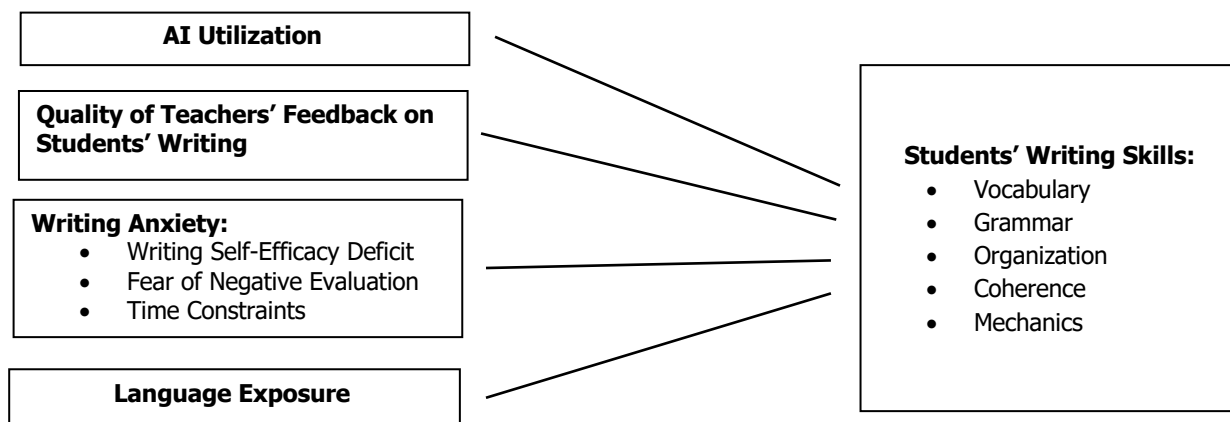 AI Utilization
Quality of Teachers’ Feedback on
Students’ Writing
Writing Anxiety:
• Writing Self-Efficacy Deficit
• Fear of Negative Evaluation
• Time Constraints
Language Exposure
Students’ Writing Skills:
• Vocabulary
• Grammar
• Organization
• Coherence
• Mechanics